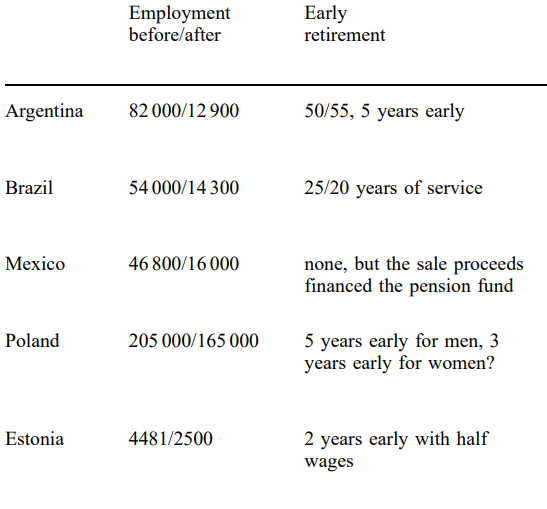 Employment Early
before/after retirement
Argentina 82 000/12 900 50/55, 5 years early
Brazil 54 000/14 300 25/20 years of service
Mexico 46 800/16 000 none, but the sale proceeds
financed the pension fund
Poland 205 000/165 000 5 years early for men, 3
years early for women?
Estonia 4481/2500 2 years early with half
wages